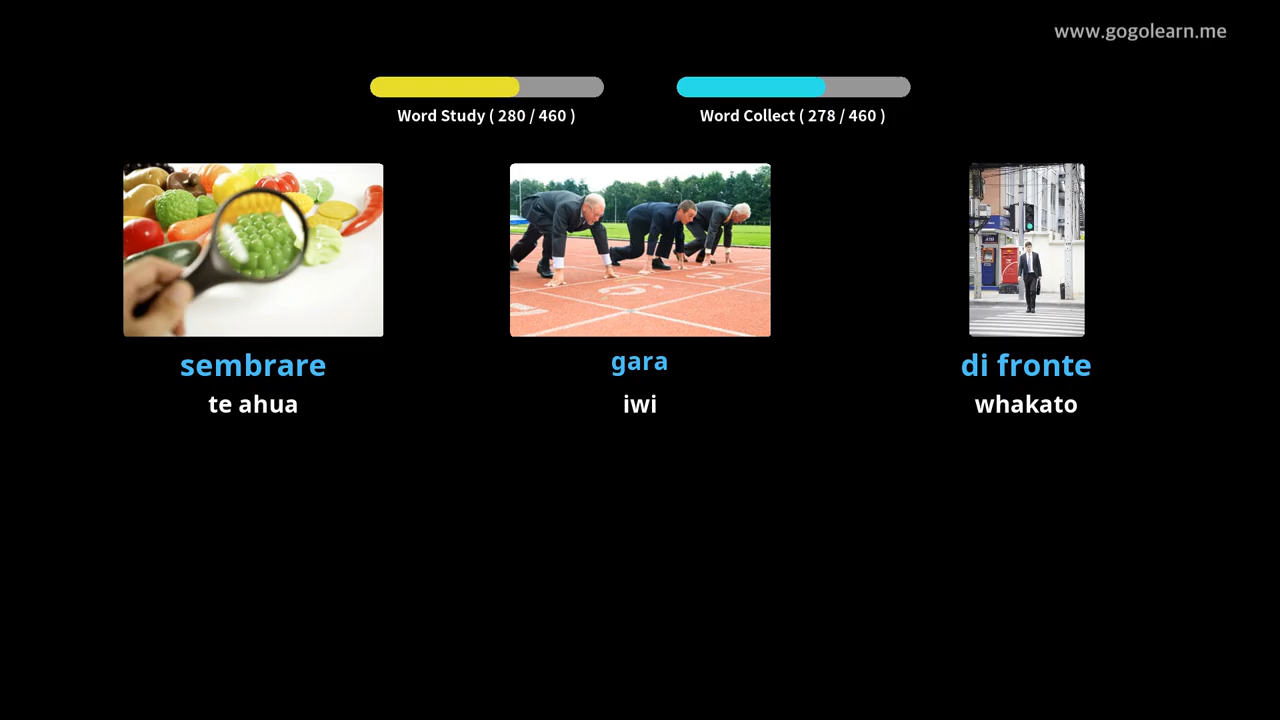 www.gogolearn.me
Word Study ( 280 / 460 )
Word Collect ( 278 / 460 )
sembrare
te ahua
gara
iwi
di fronte
whakato